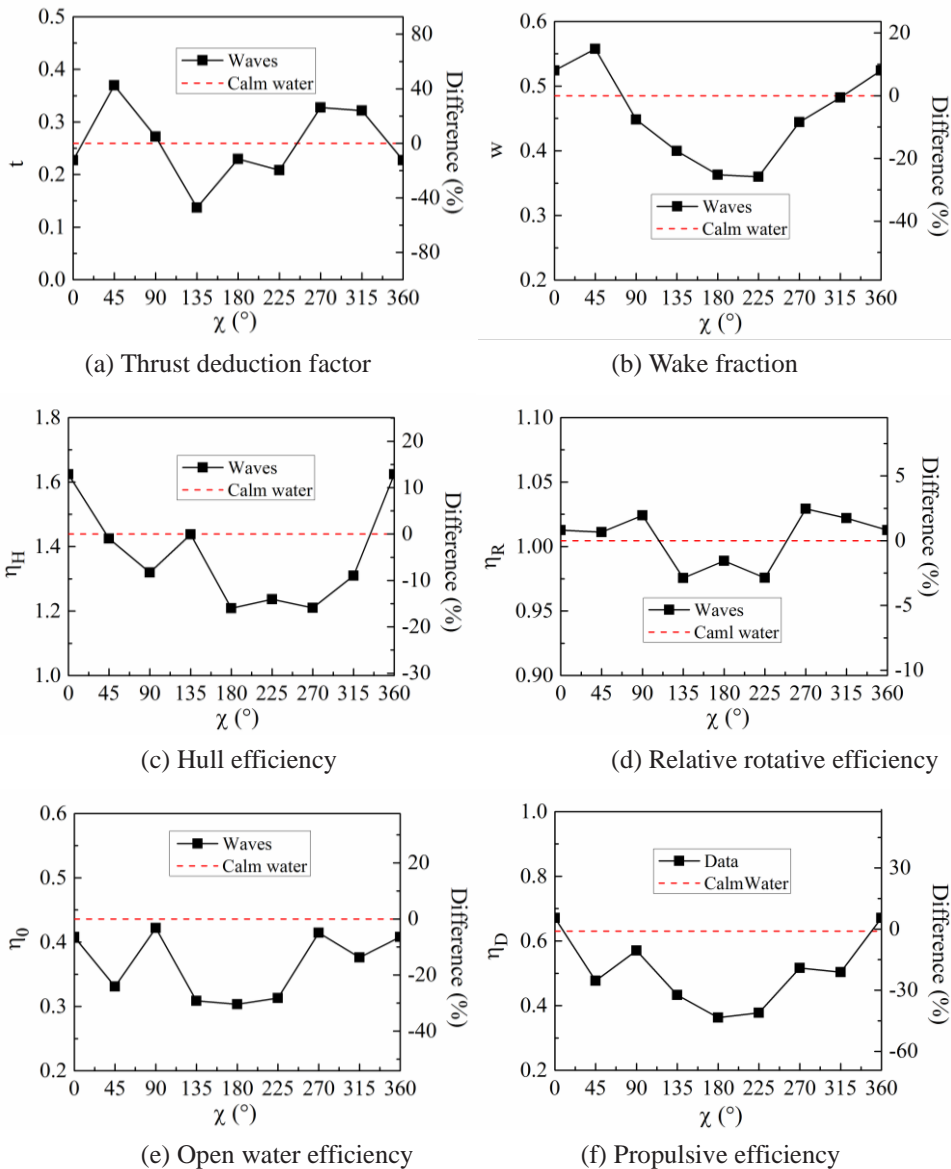 0.5
0.4
0.3
0.2
0.1
0.0
t
80
40
0
-40
-80
Difference (%)
Waves
Calm water
0 45 90 135 180 225 270 315 360
χ (°)
(a) Thrust deduction factor
0.6
0.5
0.4
0.3
0.2
w
20
0
-20
-40
Difference (%)
Waves
Calm water
0 45 90 135 180 225 270 315 360
χ (°)
(b) Wake fraction
1.8
1.6
1.4
1.2
1.0
ηH
20
10
0
-10
-20
-30
Difference (%)
Waves
Calm water
0 45 90 135 180 225 270 315 360
χ (°)
(c) Hull efficiency
1.10
1.05
1.00
0.95
0.90
ηR
5
0
-5
-10
Difference (%)
Waves
Caml water
0 45 90 135 180 225 270 315 360
χ (°)
(d) Relative rotative efficiency
0.6
0.5
0.4
0.3
0.2
η0
20
0
-20
-40
Difference (%)
Waves
Calm water
0 45 90 135 180 225 270 315 360
χ (°)
(e) Open water efficiency
1.0
0.8
0.6
0.4
0.2
ηD
30
0
-30
-60
Difference (%)
Data
CalmWater
0 45 90 135 180 225 270 315 360
χ (°)
(f) Propulsive efficiency